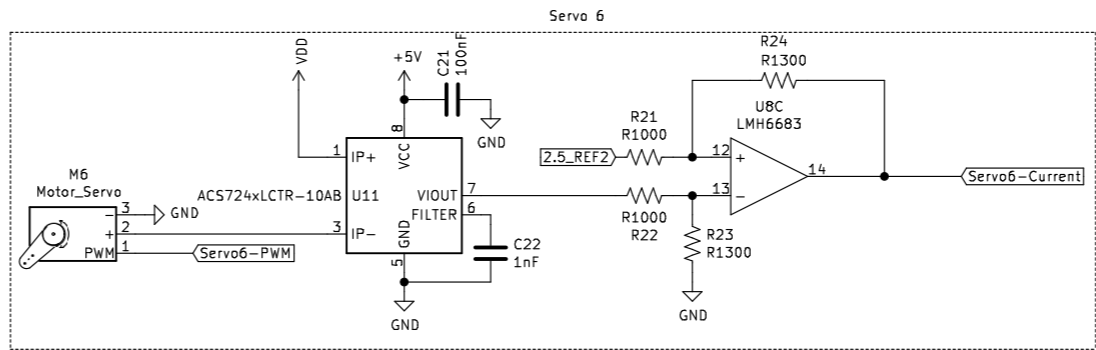 Servo 6
VDD
+5V
C21
100nF
GND
8
VCC
1
IP+
ACS724xLCTR-10AB
U11
VIOUT
7
FILTER
6
3
IP-
GND
5
C22
1nF
GND
M6
Motor_Servo
-
3
GND
+
2
PWM
1
Servo6-PWM
R24
R1300
U8C
LMH6683
R21
R1000
2.5_REF2
12
+
14
Servo6-Current
13
-
R1000
R22
R23
R1300
GND